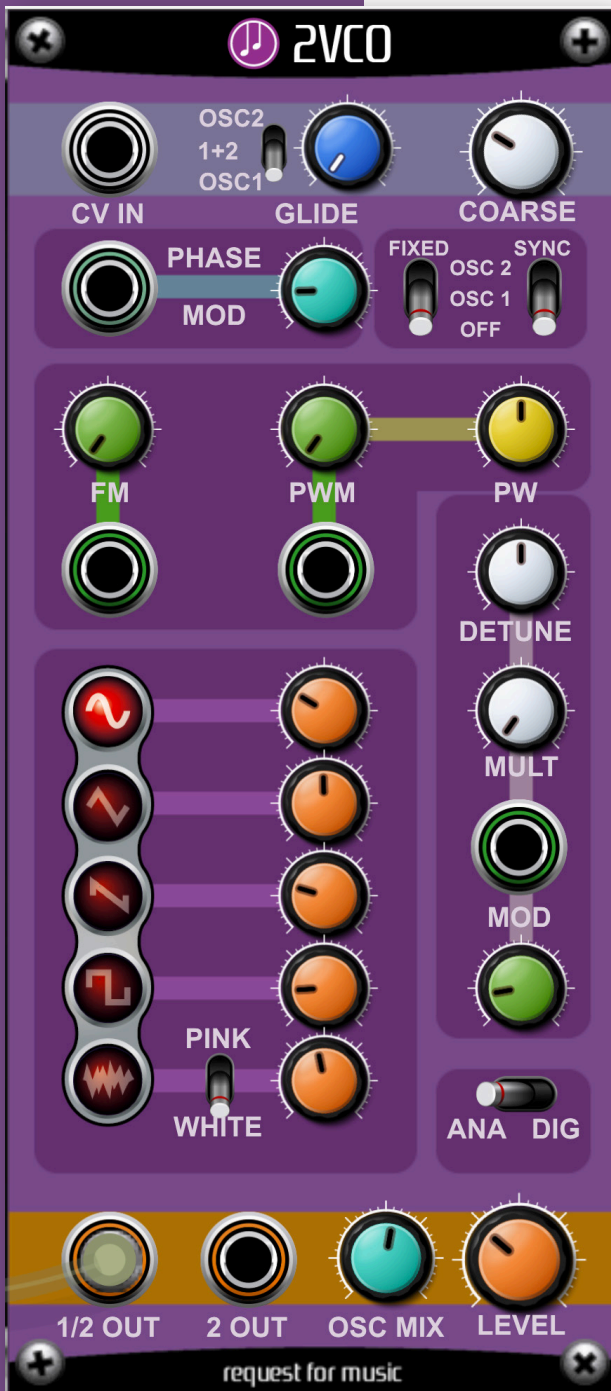 2VCO
OSC2
1+2
OSC1
CV IN
GLIDE
COARSE
PHASE
MOD
FIXED
SYNC
OSC 2
OSC 1
OFF
FM
PWM
PW
DETUNE
MULT
MOD
PINK
WHITE
ANA DIG
1/2 OUT
2 OUT
OSC MIX
LEVEL
request for music